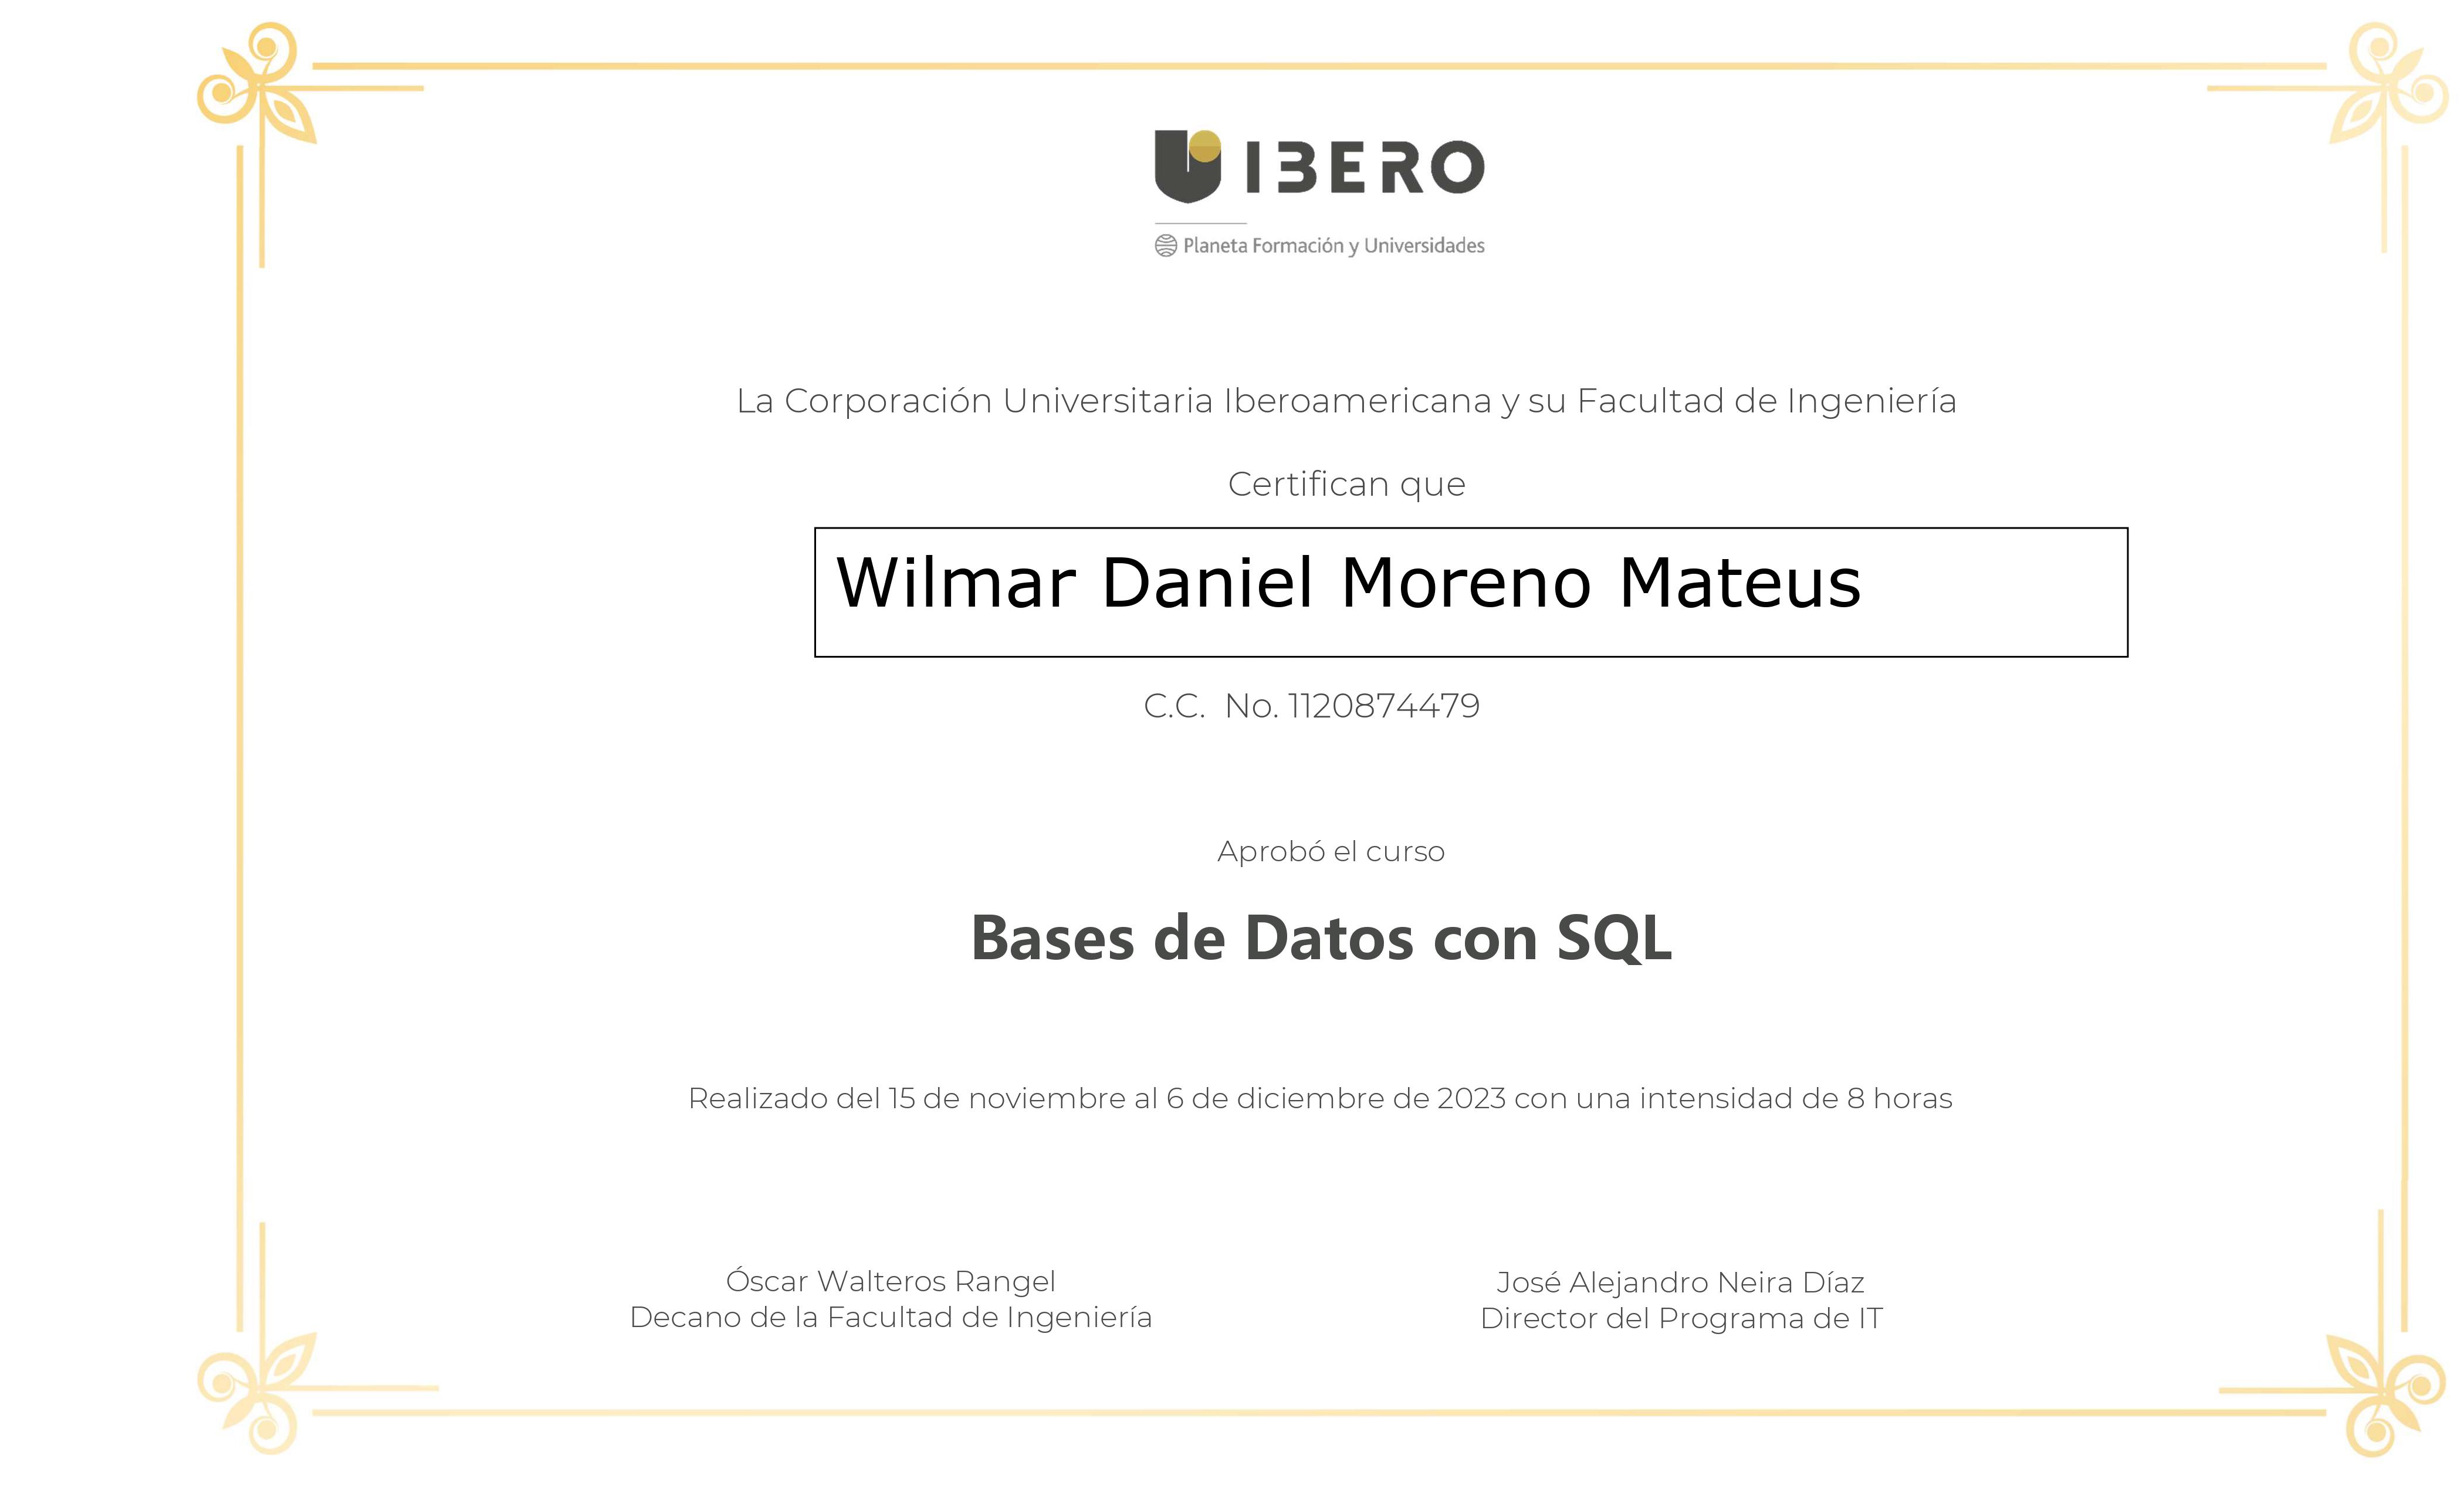 IBERO
Planeta Formación y Universidades
La Corporación Universitaria Iberoamericana y su Facultad de Ingeniería
Certifican que
Wilmar Daniel Moreno Mateus
C.C. No. 1120874479
Aprobó el curso
Bases de Datos con SQL
Realizado del 15 de noviembre al 6 de diciembre de 2023 con una intensidad de 8 horas
Óscar Walteros Rangel
Decano de la Facultad de Ingeniería
José Alejandro Neira Díaz
Director del Programa de IT